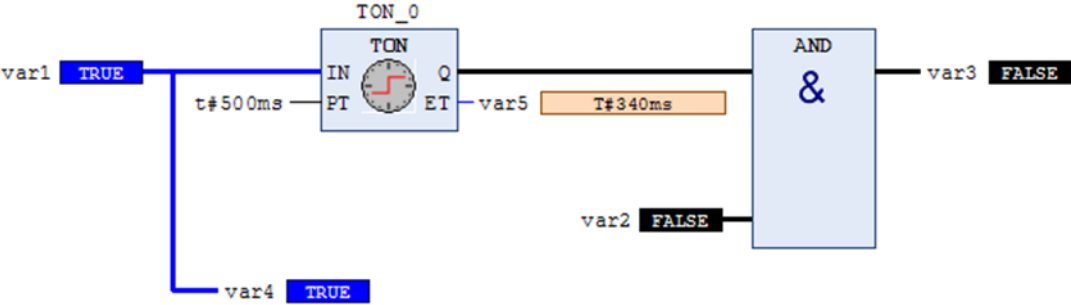 TON_0
TON
AND
var1 TRUE
IN Q
&
var3 FALSE
t#500ms PT ET var5 T#340ms
var2 FALSE
var4 TRUE